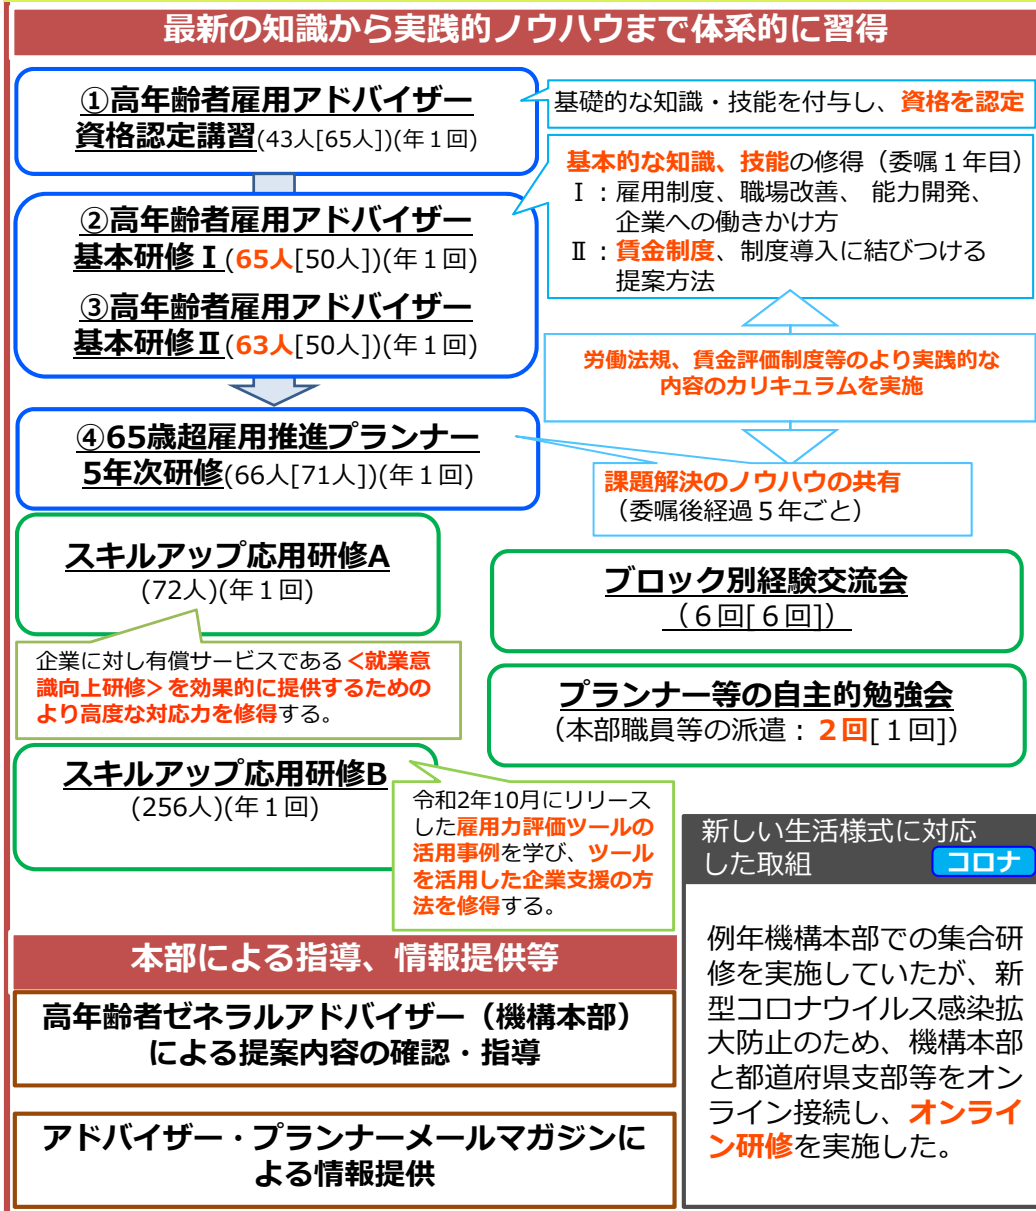 最新の知識から実践的ノウハウまで体系的に習得
①高年齢者雇用アドバイザー
資格認定講習(43人[65人])(年１回)
基礎的な知識・技能を付与し、資格を認定
基本的な知識、技能の修得（委嘱１年目）
Ⅰ：雇用制度、職場改善、 能力開発、
企業への働きかけ方
Ⅱ：賃金制度、制度導入に結びつける
提案方法
②高年齢者雇用アドバイザー
基本研修Ⅰ(65人[50人])(年１回)
③高年齢者雇用アドバイザー
基本研修Ⅱ(63人[50人])(年１回)
労働法規、賃金評価制度等のより実践的な
内容のカリキュラムを実施
④65歳超雇用推進プランナー
5年次研修(66人[71人])(年１回)
課題解決のノウハウの共有
（委嘱後経過５年ごと）
スキルアップ応用研修A
(72人)(年１回)
企業に対し有償サービスである<就業意
識向上研修>を効果的に提供するための
より高度な対応力を修得する。
ブロック別経験交流会
（６回[６回]）
プランナー等の自主的勉強会
（本部職員等の派遣：２回[１回]）
スキルアップ応用研修B
(256人)(年１回)
令和2年10月にリリース
した雇用力評価ツールの
活用事例を学び、ツール
を活用した企業支援の方
法を修得する。
新しい生活様式に対応
した取組 コロナ
例年機構本部での集合研
修を実施していたが、新
型コロナウイルス感染拡
大防止のため、機構本部
と都道府県支部等をオン
ライン接続し、オンライ
ン研修を実施した。
本部による指導、情報提供等
高年齢者ゼネラルアドバイザー（機構本部）
による提案内容の確認・指導
アドバイザー・プランナーメールマガジンに
よる情報提供